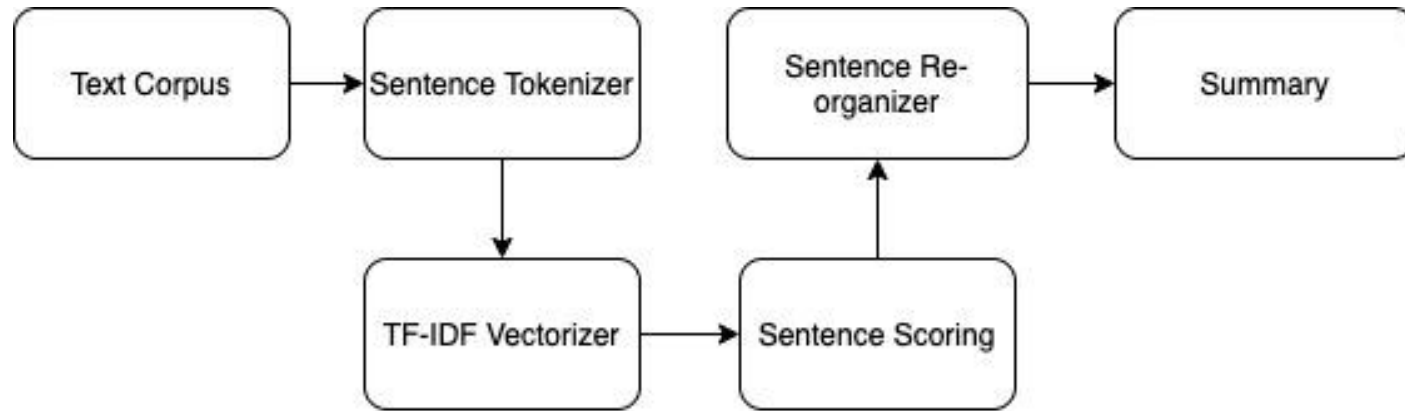 Text Corpus
Sentence Tokenizer
TF-IDF Vectorizer
Sentence Scoring
Sentence Re-
organizer
Summary